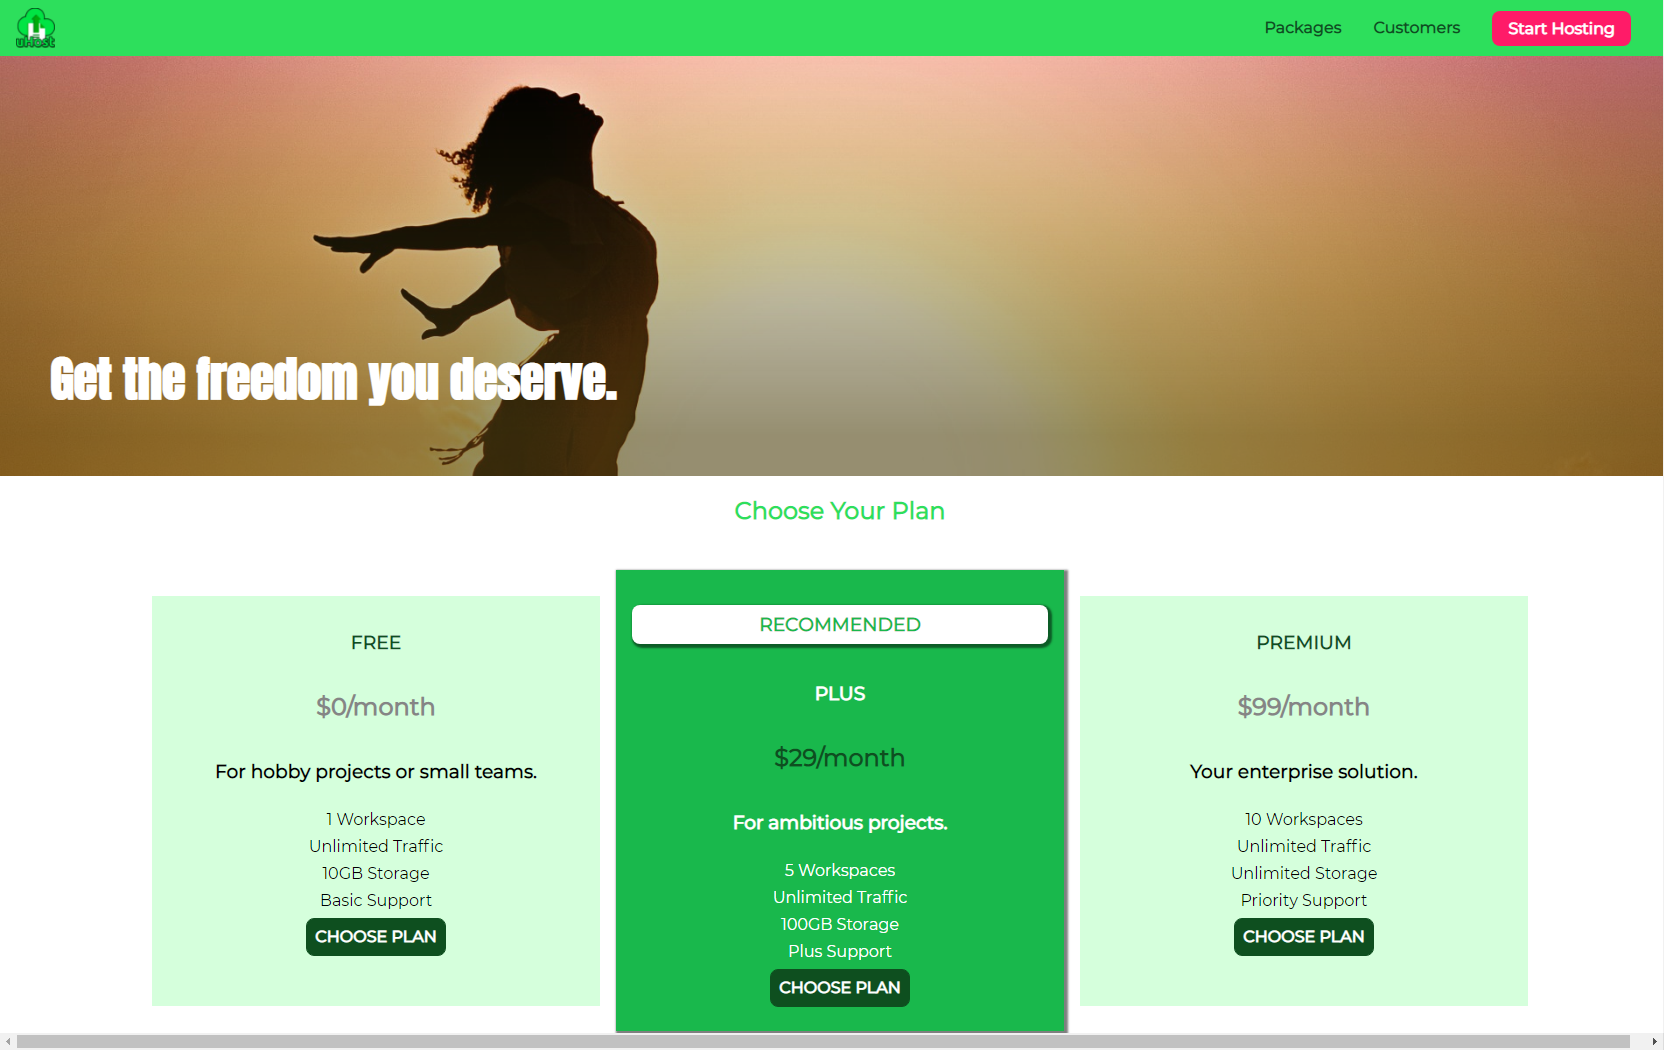 uHost
Packages
Customers
Start Hosting
Get the freedom you deserve.
Choose Your Plan
FREE
$0/month
For hobby projects or small teams.
1 Workspace
Unlimited Traffic
10GB Storage
Basic Support
CHOOSE PLAN
RECOMMENDED
PLUS
$29/month
For ambitious projects.
5 Workspaces
Unlimited Traffic
100GB Storage
Plus Support
CHOOSE PLAN
PREMIUM
$99/month
Your enterprise solution.
10 Workspaces
Unlimited Traffic
Unlimited Storage
Priority Support
CHOOSE PLAN